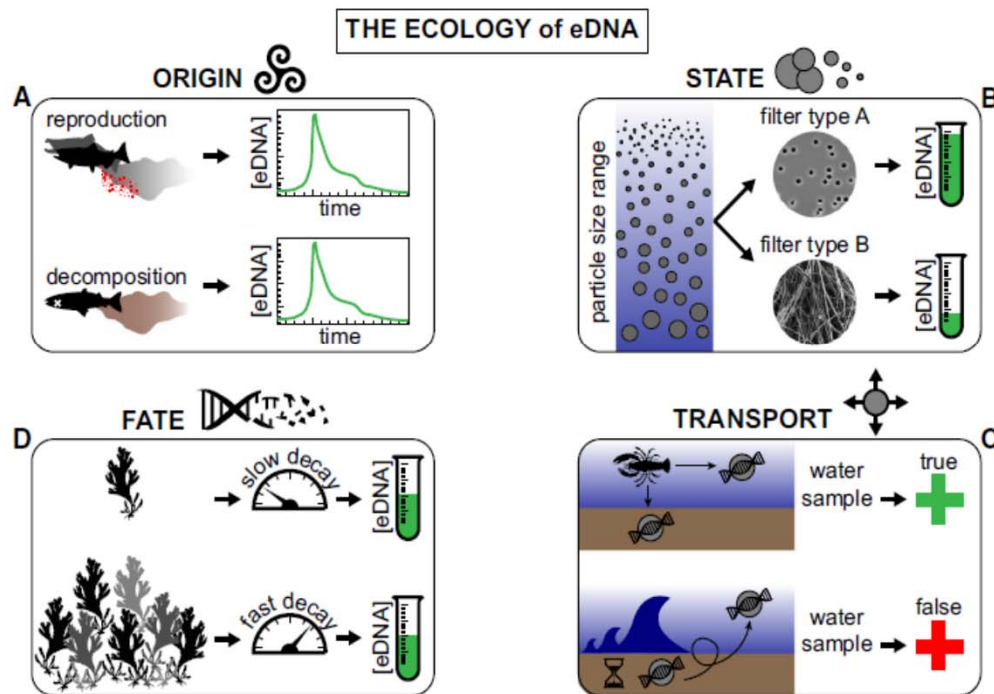 THE ECOLOGY of eDNA
ORIGIN
A
reproduction
[eDNA]
time
decomposition
[eDNA]
time
STATE
B
particle size range
filter type A
[eDNA]
filter type B
[eDNA]
FATE
D
slow decay
[eDNA]
fast decay
[eDNA]
TRANSPORT
C
water
sample
true
water
sample
false